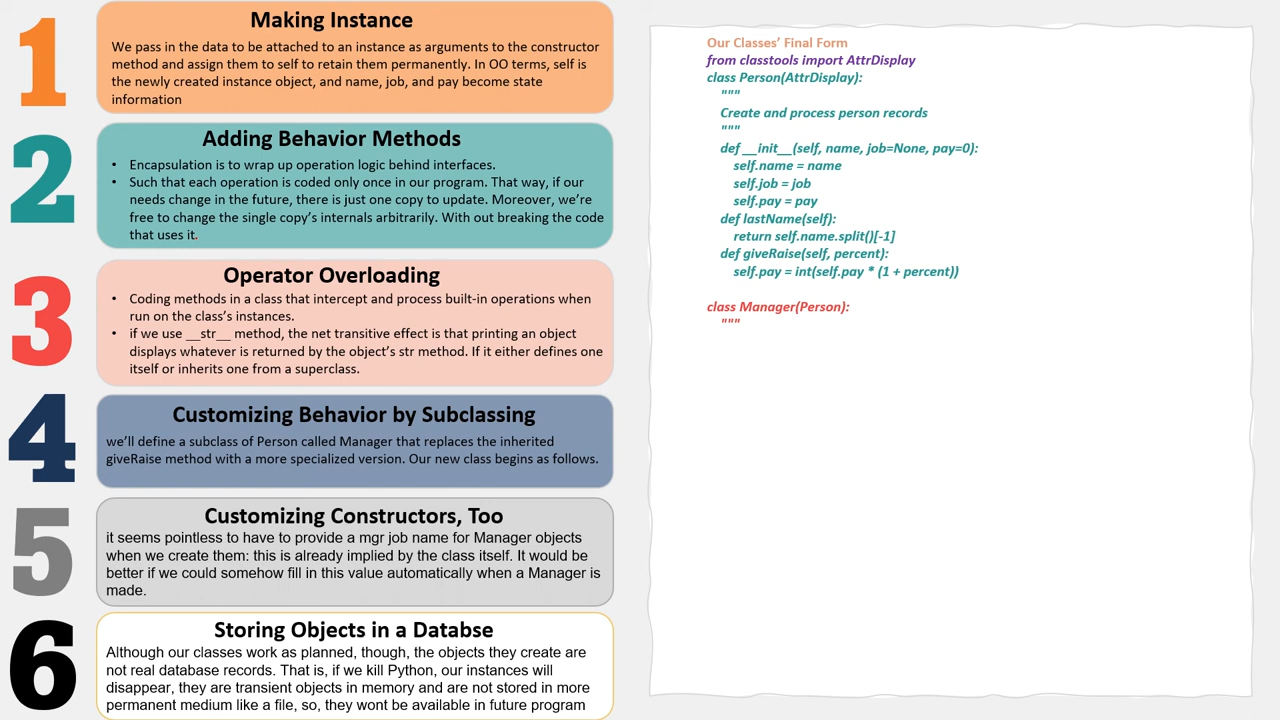 1
Making Instance
We pass in the data to be attached to an instance as arguments to the constructor
method and assign them to self to retain them permanently. In OO terms, self is
the newly created instance object, and name, job, and pay become state
information
2
Adding Behavior Methods
• Encapsulation is to wrap up operation logic behind interfaces.
• Such that each operation is coded only once in our program. That way, if our
needs change in the future, there is just one copy to update. Moreover, we're
free to change the single copy's internals arbitrarily. With out breaking the code
that uses it.
3
Operator Overloading
• Coding methods in a class that intercept and process built-in operations when
run on the class's instances.
• if we use __str__ method, the net transitive effect is that printing an object
displays whatever is returned by the object's str method. If it either defines one
itself or inherits one from a superclass.
4
Customizing Behavior by Subclassing
we'll define a subclass of Person called Manager that replaces the inherited
giveRaise method with a more specialized version. Our new class begins as follows.
5
Customizing Constructors, Too
it seems pointless to have to provide a mgr job name for Manager objects
when we create them: this is already implied by the class itself. It would be
better if we could somehow fill in this value automatically when a Manager is
made.
6
Storing Objects in a Databse
Although our classes work as planned, though, the objects they create are
not real database records. That is, if we kill Python, our instances will
disappear, they are transient objects in memory and are not stored in more
permanent medium like a file, so, they wont be available in future program
Our Classes' Final Form
from classtools import AttrDisplay
class Person(AttrDisplay):
"""
Create and process person records
"""
def __init__(self, name, job=None, pay=0):
self.name = name
self.job = job
self.pay = pay
def lastName(self):
return self.name.split()[-1]
def giveRaise(self, percent):
self.pay = int(self.pay * (1 + percent))
class Manager(Person):
"""